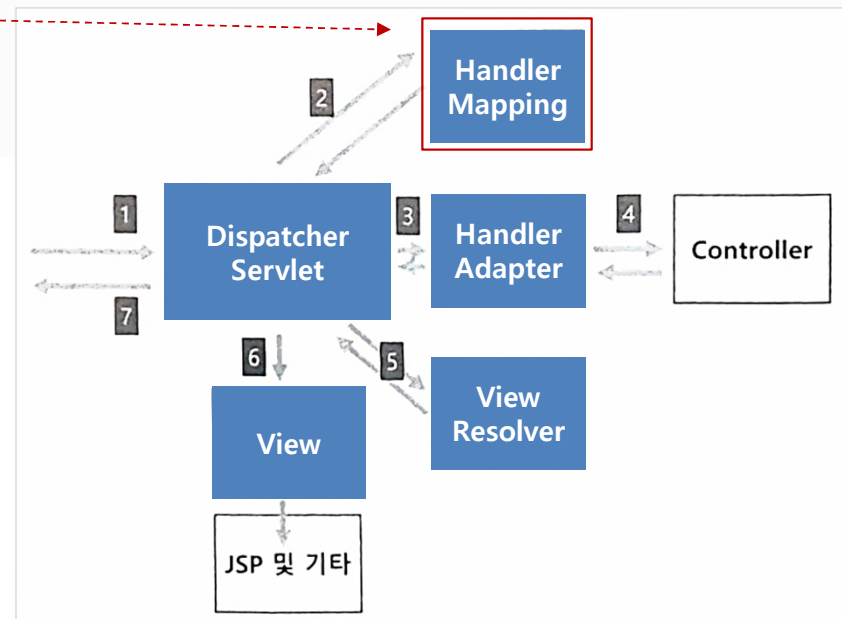 Handler
Mapping
2
1
Dispatcher
Servlet
3
Handler
Adapter
4
Controller
7
6
5
View
View
Resolver
JSP 및 기타